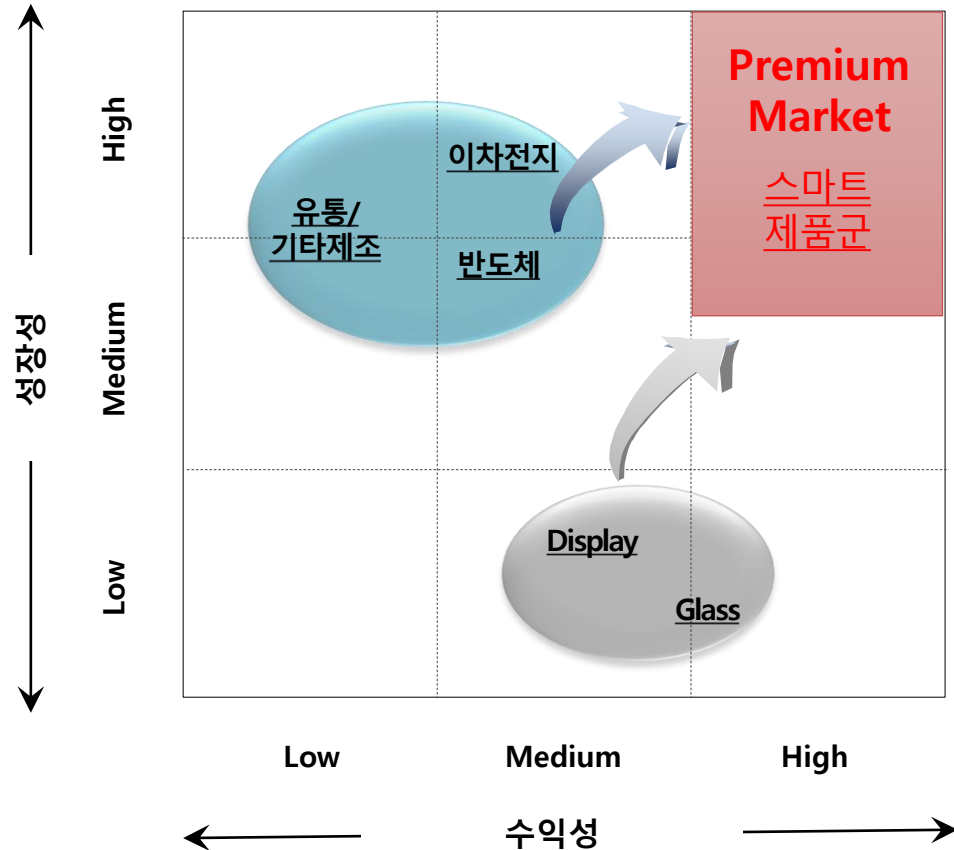 Premium
Market
스마트
제품군
이차전지
유통/
기타제조
반도체
Display
Glass
성장성
High
Medium
Low
Low
Medium
High
수익성